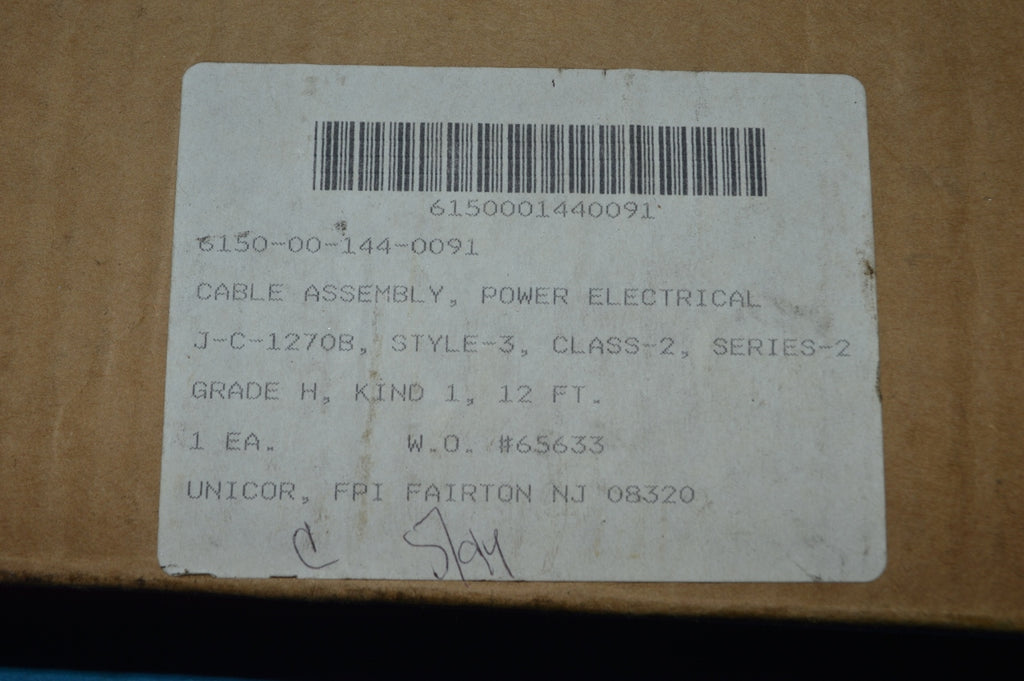 6150001440091
6150-00-144-0091
CABLE ASSEMBLY, POWER ELECTRICAL
J-C-1270B, STYLE-3, CLASS-2, SERIES-2
GRADE H, KIND 1, 12 FT.
1 EA. W.O. #65633
UNICOR, FPI FAIRTON NJ 08320
C 5/94